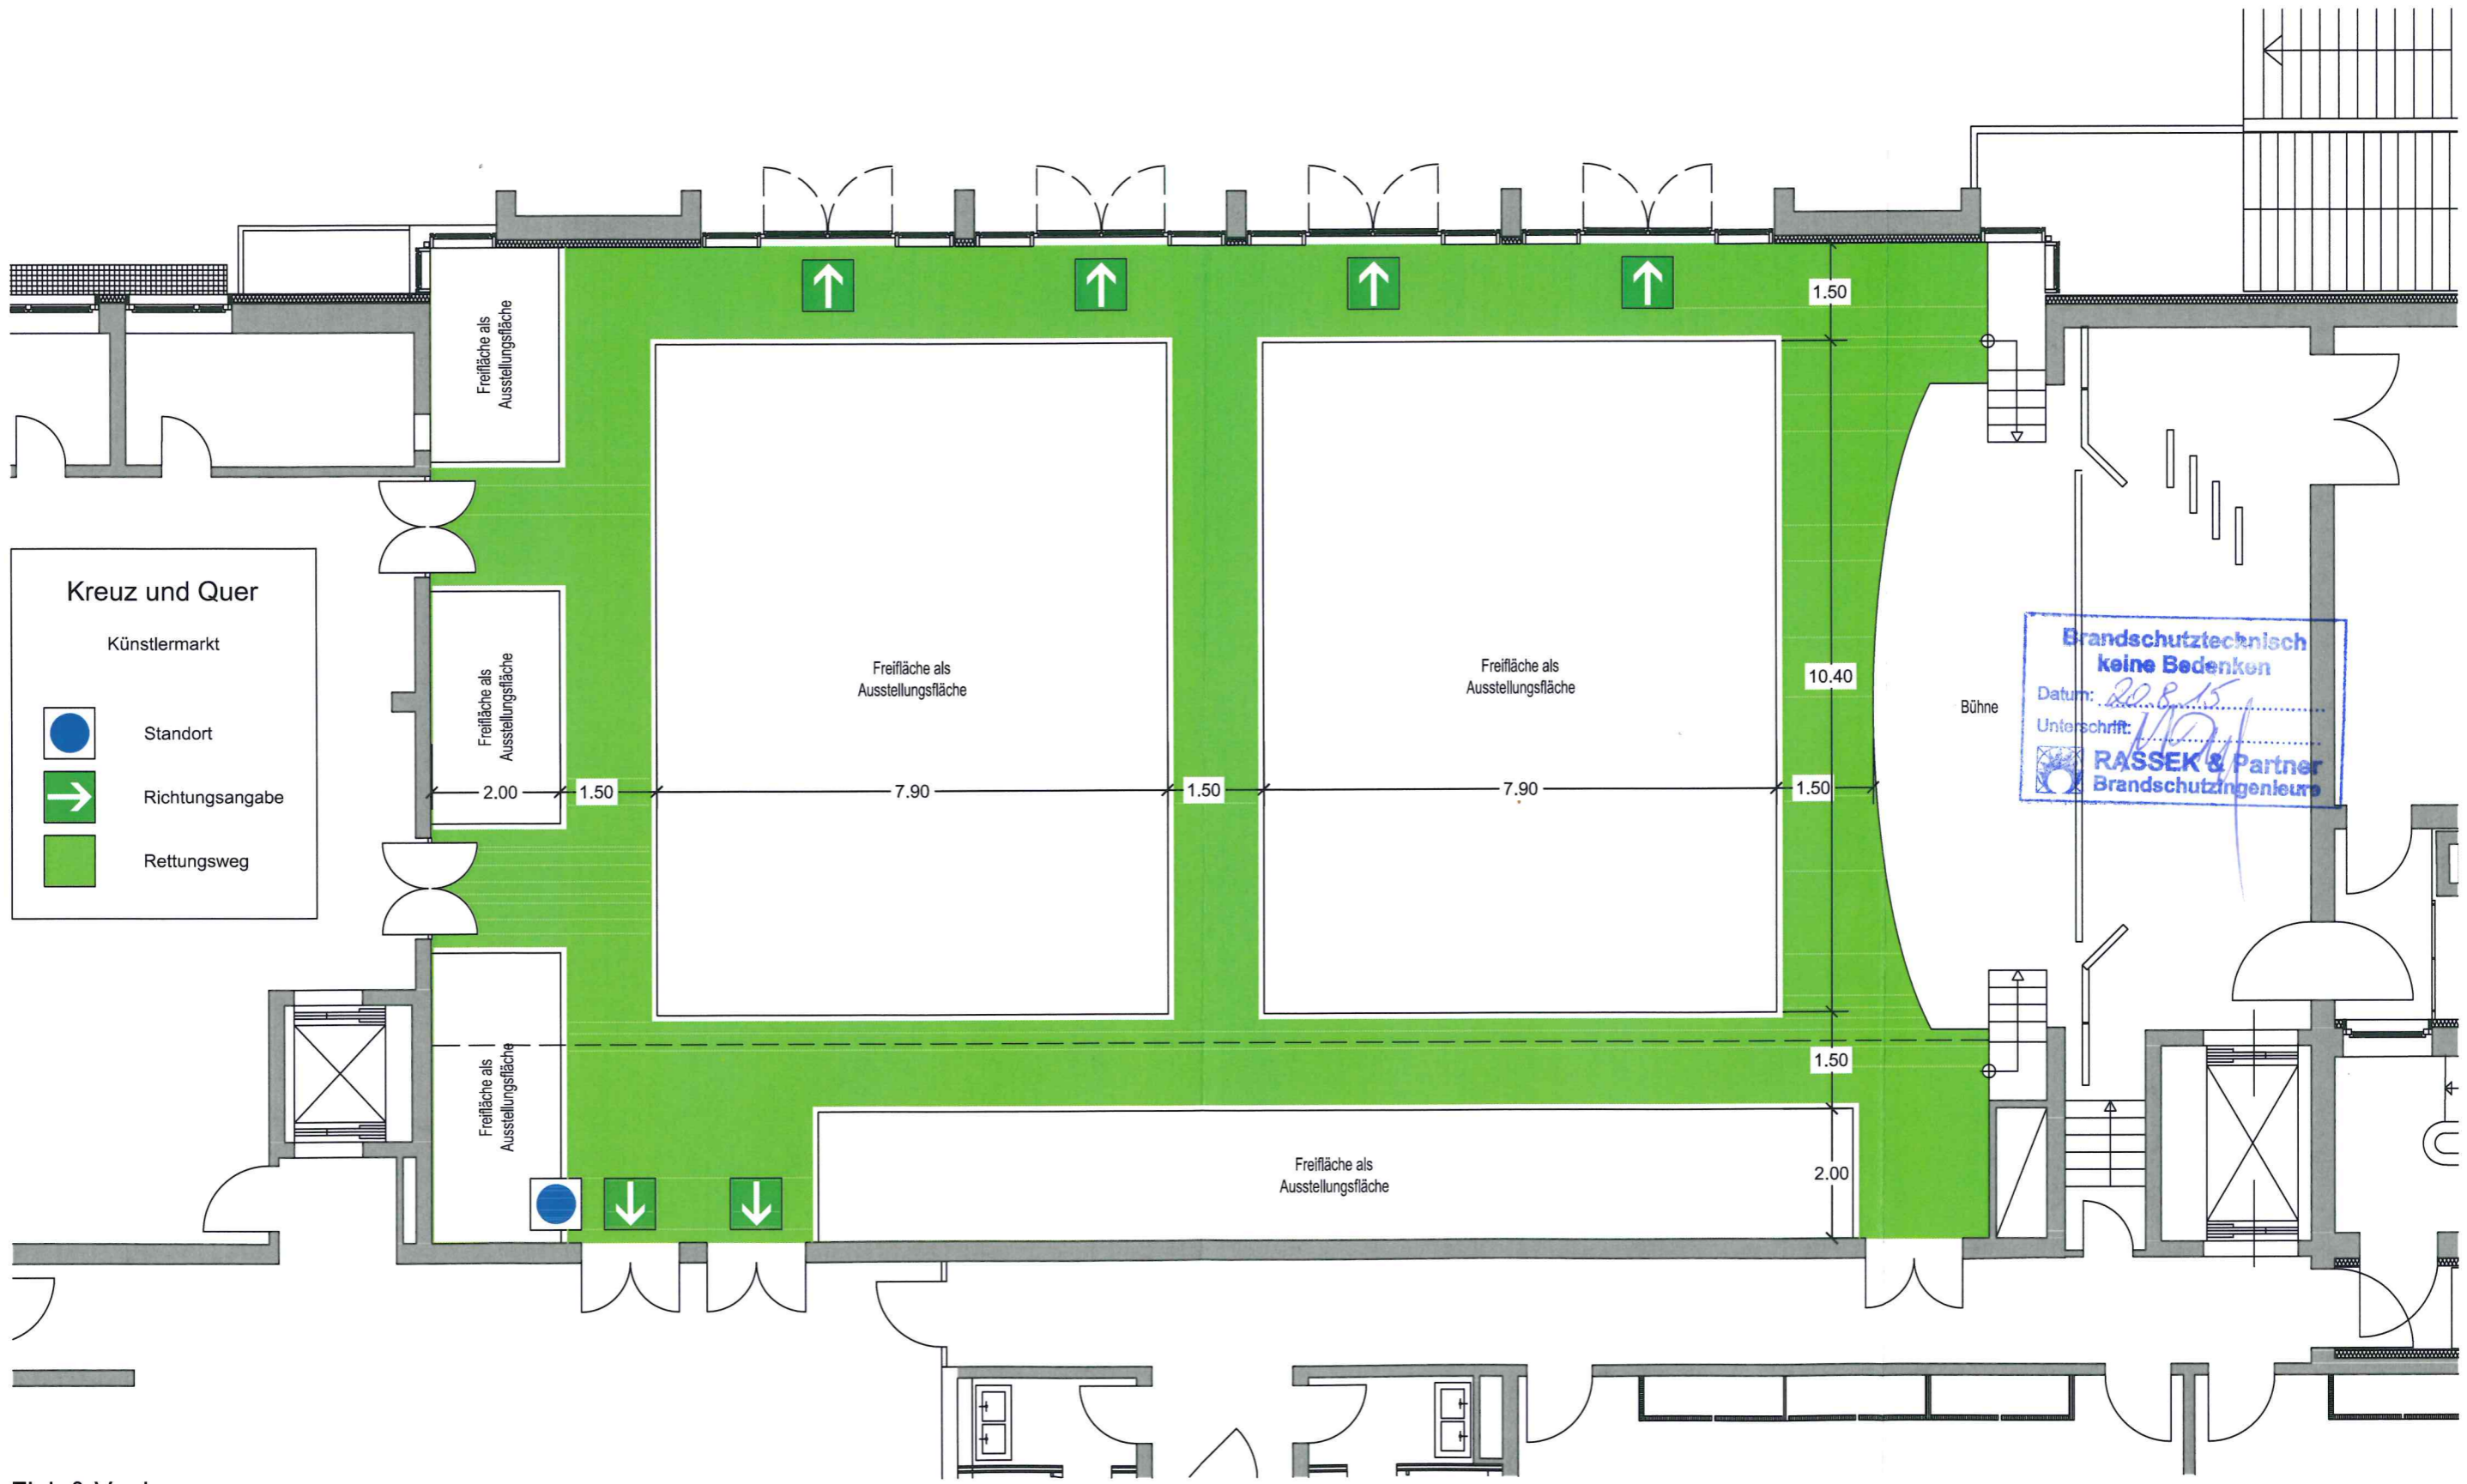 1.50
Freifläche als
Ausstellungsfläche
Kreuz und Quer
Künstlermarkt
Standort
Richtungsangabe
Rettungsweg
Freifläche als
Ausstellungsfläche
Freifläche als
Ausstellungsfläche
Freifläche als
Ausstellungsfläche
10.40
Bühne
Brandschutztechnisch
keine Bedenken
Datum: 20.8.15
Unterschrift:
RASSEK & Partner
Brandschutzingenieure
2.00
1.50
7.90
1.50
7.90
1.50
Freifläche als
Ausstellungsfläche
1.50
Freifläche als
Ausstellungsfläche
2.00